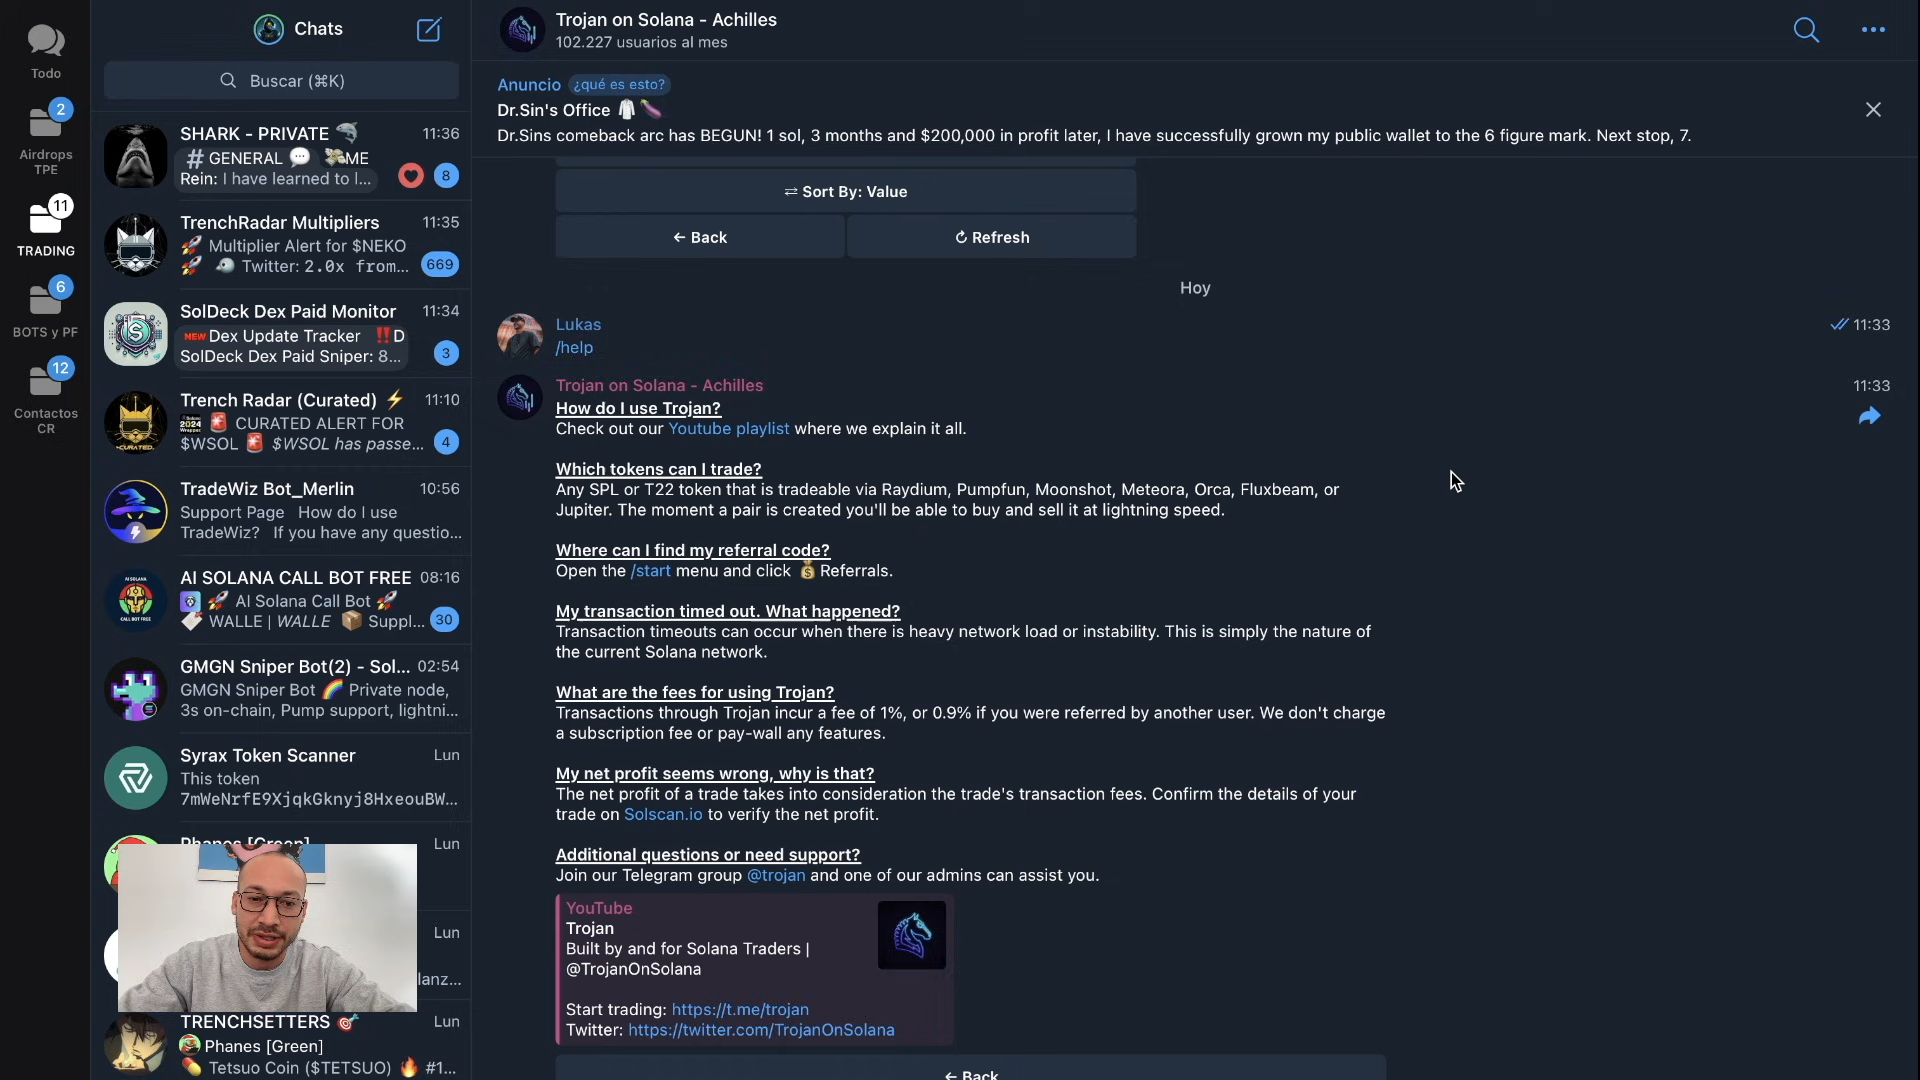 Todo
2
Airdrops
TPE
11
TRADING
6
BOTS y PF
12
Contactos
CR
Chats
Buscar (⌘K)
SHARK - PRIVATE 🦈 11:36
# GENERAL 💬 💸ME
Rein: I have learned to l... 8
TrenchRadar Multipliers 11:35
🚀 Multiplier Alert for $NEKO
🚀 Twitter: 2.0x from... 669
SolDeck Dex Paid Monitor 11:34
NEW Dex Update Tracker ‼️D
SolDeck Dex Paid Sniper: 8... 3
Trench Radar (Curated) ⚡ 11:10
🚨 CURATED ALERT FOR
$WSOL 🚨 $WSOL has passe... 4
TradeWiz Bot_Merlin 10:56
Support Page How do I use
TradeWiz? If you have any questio...
AI SOLANA CALL BOT FREE 08:16
🚀 AI Solana Call Bot 🚀
WALLE | WALLE 📦 Suppl... 30
GMGN Sniper Bot(2) - Sol... 02:54
GMGN Sniper Bot 🌈 Private node,
3s on-chain, Pump support, lightni...
Syrax Token Scanner Lun
This token
7mWeNrfE9XjqkGknyj8HxeouBW...
Phanes [Green] Lun
Lun
lanz...
TRENCHSETTERS 🎯 Lun
Phanes [Green]
💊 Tetsuo Coin ($TETSUO) 🔥 #1...
Trojan on Solana - Achilles
102.227 usuarios al mes
Anuncio ¿qué es esto?
Dr.Sin's Office 🥼🍆
Dr.Sins comeback arc has BEGUN! 1 sol, 3 months and $200,000 in profit later, I have successfully grown my public wallet to the 6 figure mark. Next stop, 7.
⇄ Sort By: Value
← Back ↻ Refresh
Hoy
Lukas 11:33
/help
Trojan on Solana - Achilles 11:33
How do I use Trojan?
Check out our Youtube playlist where we explain it all.
Which tokens can I trade?
Any SPL or T22 token that is tradeable via Raydium, Pumpfun, Moonshot, Meteora, Orca, Fluxbeam, or
Jupiter. The moment a pair is created you'll be able to buy and sell it at lightning speed.
Where can I find my referral code?
Open the /start menu and click 💰 Referrals.
My transaction timed out. What happened?
Transaction timeouts can occur when there is heavy network load or instability. This is simply the nature of
the current Solana network.
What are the fees for using Trojan?
Transactions through Trojan incur a fee of 1%, or 0.9% if you were referred by another user. We don't charge
a subscription fee or pay-wall any features.
My net profit seems wrong, why is that?
The net profit of a trade takes into consideration the trade's transaction fees. Confirm the details of your
trade on Solscan.io to verify the net profit.
Additional questions or need support?
Join our Telegram group @trojan and one of our admins can assist you.
YouTube
Trojan
Built by and for Solana Traders |
@TrojanOnSolana
Start trading: https://t.me/trojan
Twitter: https://twitter.com/TrojanOnSolana
← Back